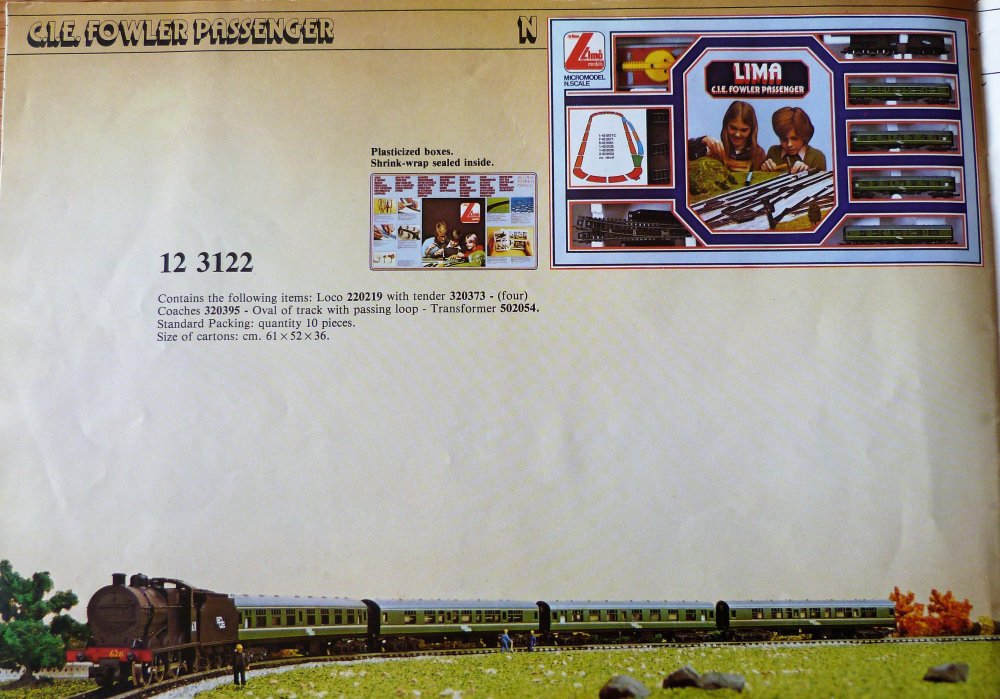 C.I.E. FOWLER PASSENGER
N
Lima
models
MICROMODEL
N.SCALE
LIMA
C.I.E. FOWLER PASSENGER
Plasticized boxes.
Shrink-wrap sealed inside.
12 3122
Contains the following items: Loco 220219 with tender 320373 - (four)
Coaches 320395 - Oval of track with passing loop - Transformer 502054.
Standard Packing: quantity 10 pieces.
Size of cartons: cm. 61×52×36.